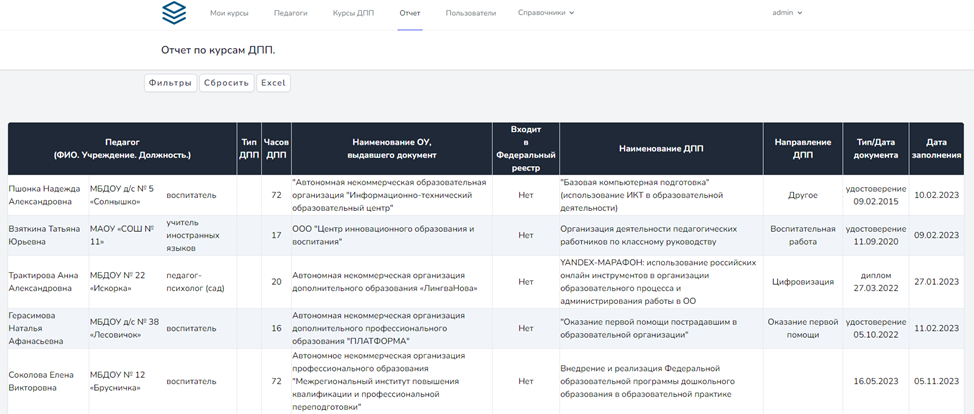 Мои курсы Педагоги Курсы ДПП Отчет Пользователи Справочники admin
Отчет по курсам ДПП.
Фильтры Сбросить Excel
Педагог
(ФИО. Учреждение. Должность.)
Тип
ДПП
Часов
ДПП
Наименование ОУ,
выдавшего документ
Входит
в
Федеральный
реестр
Наименование ДПП
Направление
ДПП
Тип/Дата
документа
Дата
заполнения
Пшонка Надежда
Александровна
МБДОУ д/с № 5
«Солнышко»
воспитатель
72
"Автономная некоммерческая образовательная
организация "Информационно-технический
образовательный центр"
Нет
"Базовая компьютерная подготовка"
(использование ИКТ в образовательной
деятельности)
Другое
удостоверение
09.02.2015
10.02.2023
Взяткина Татьяна
Юрьевна
МАОУ «СОШ №
11»
учитель
иностранных
языков
17
ООО "Центр инновационного образования и
воспитания"
Нет
Организация деятельности педагогических
работников по классному руководству
Воспитательная
работа
удостоверение
11.09.2020
09.02.2023
Трактирова Анна
Александровна
МБДОУ № 22
«Искорка»
педагог-
психолог (сад)
20
Автономная некоммерческая организация
дополнительного образования «ЛингваНова»
Нет
YANDEX-МАРАФОН: использование российских
онлайн инструментов в организации
образовательного процесса и
администрирования работы в ОО
Цифровизация
диплом
27.03.2022
27.01.2023
Герасимова
Наталья
Афанасьевна
МБДОУ д/с № 38
«Лесовичок»
воспитатель
16
Автономная некоммерческая организация
дополнительного профессионального
образования "ПЛАТФОРМА"
Нет
"Оказание первой помощи пострадавшим в
образовательной организации"
Оказание первой
помощи
удостоверение
05.10.2022
11.02.2023
Соколова Елена
Викторовна
МБДОУ № 12
«Брусничка»
воспитатель
72
Автономное некоммерческая организация
профессионального образования
"Межрегиональный институт повышения
квалификации и профессиональной
переподготовки"
Нет
Внедрение и реализация Федеральной
образовательной программы дошкольного
образования в образовательной практике
16.05.2023
05.11.2023